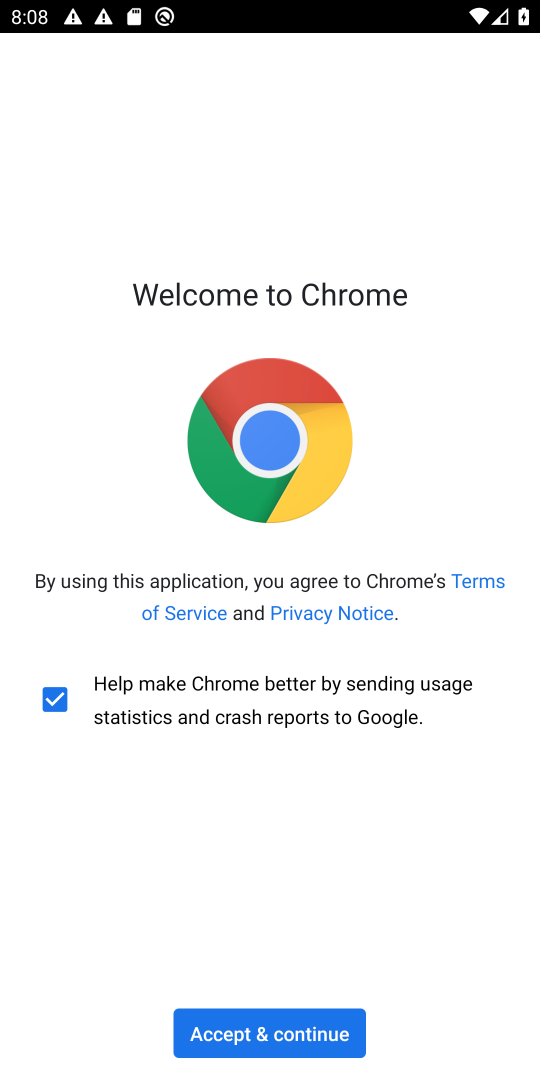 8:08
Welcome to Chrome
By using this application, you agree to Chrome’s Terms
of Service and Privacy Notice.
Help make Chrome better by sending usage
statistics and crash reports to Google.
Accept & continue